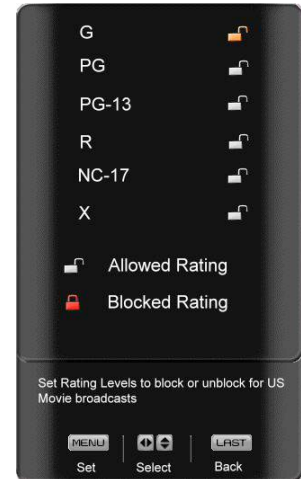 G
PG
PG-13
R
NC-17
X
Allowed Rating
Blocked Rating
Set Rating Levels to block or unblock for US
Movie broadcasts
MENU LAST
Set Select Back